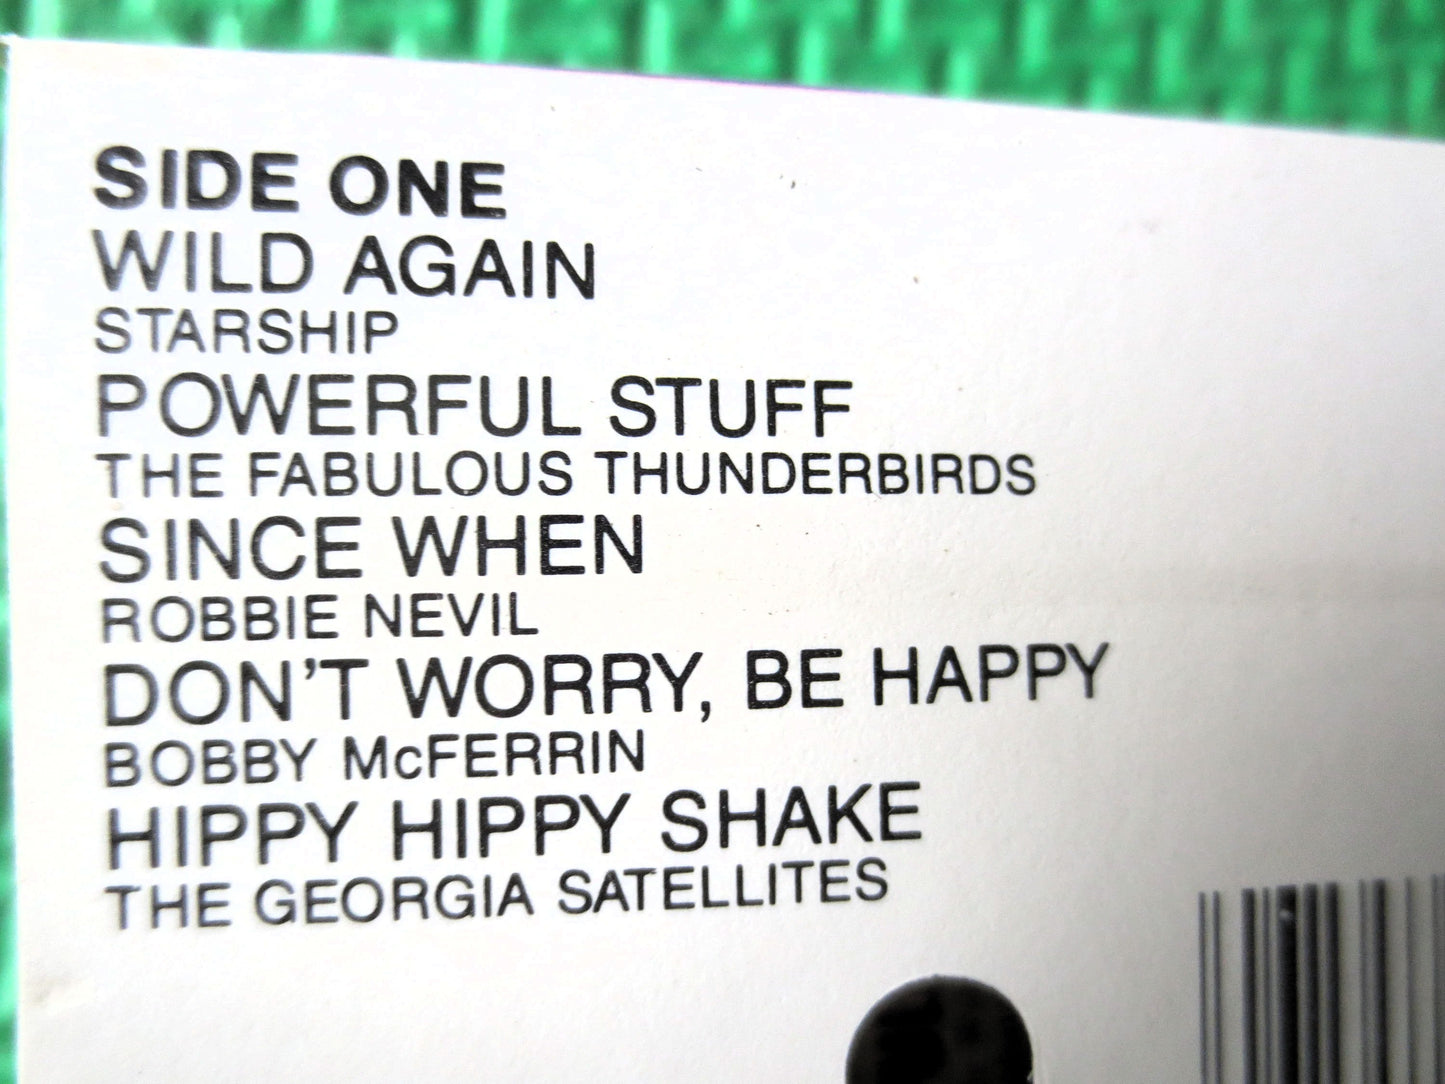 SIDE ONE
WILD AGAIN
STARSHIP
POWERFUL STUFF
THE FABULOUS THUNDERBIRDS
SINCE WHEN
ROBBIE NEVIL
DON'T WORRY, BE HAPPY
BOBBY McFERRIN
HIPPY HIPPY SHAKE
THE GEORGIA SATELLITES